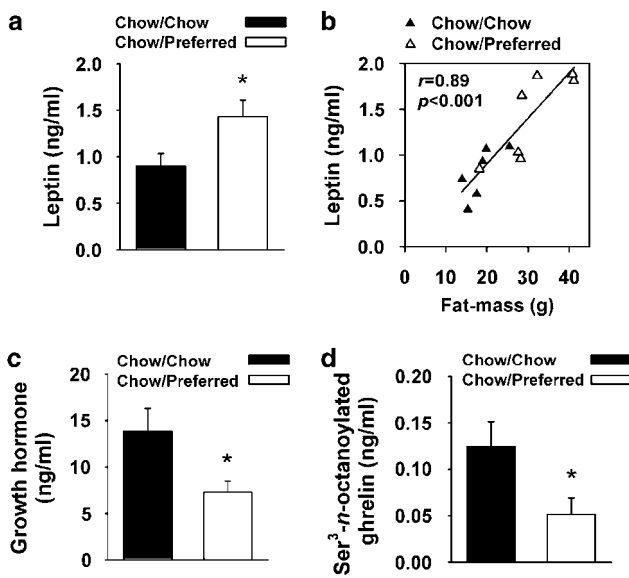 a
Chow/Chow
Chow/Preferred
Leptin (ng/ml)
2.0
1.5
1.0
0.5
0.0
*
b
Chow/Chow
Chow/Preferred
Leptin (ng/ml)
2.0
1.5
1.0
0.5
0.0
r=0.89
p<0.001
0 10 20 30 40
Fat-mass (g)
c
Chow/Chow
Chow/Preferred
Growth hormone
(ng/ml)
20
15
10
5
0
*
d
Chow/Chow
Chow/Preferred
Ser³-n-octanoylated
ghrelin (ng/ml)
0.20
0.15
0.10
0.05
0.00
*